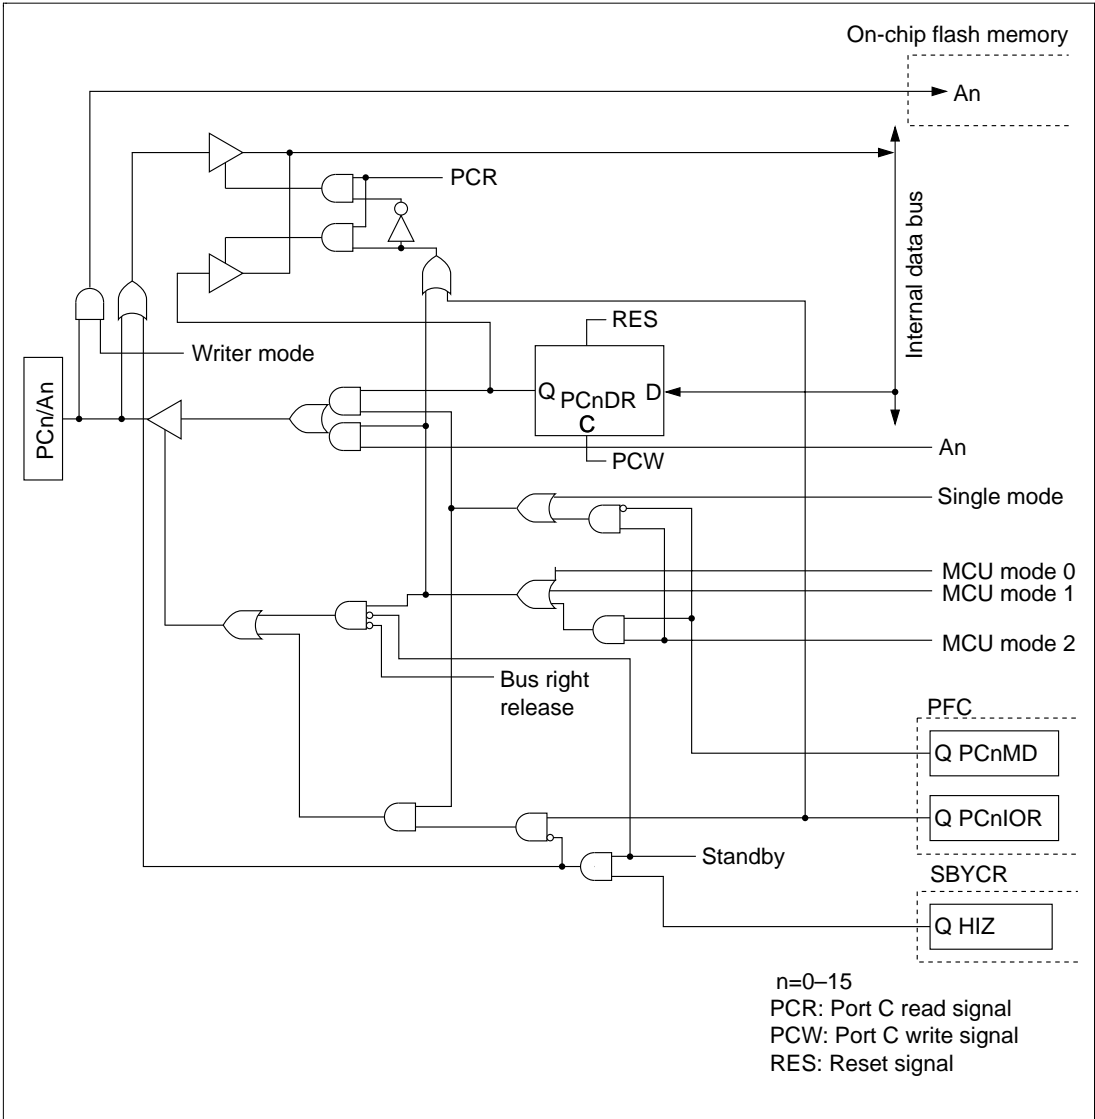 On-chip flash memory
An
PCR
Internal data bus
RES
Writer mode
Q PCnDR D
C
PCn/An
PCW
An
Single mode
MCU mode 0
MCU mode 1
MCU mode 2
Bus right
release
PFC
Q PCnMD
Q PCnIOR
Standby
SBYCR
Q HIZ
n=0–15
PCR: Port C read signal
PCW: Port C write signal
RES: Reset signal